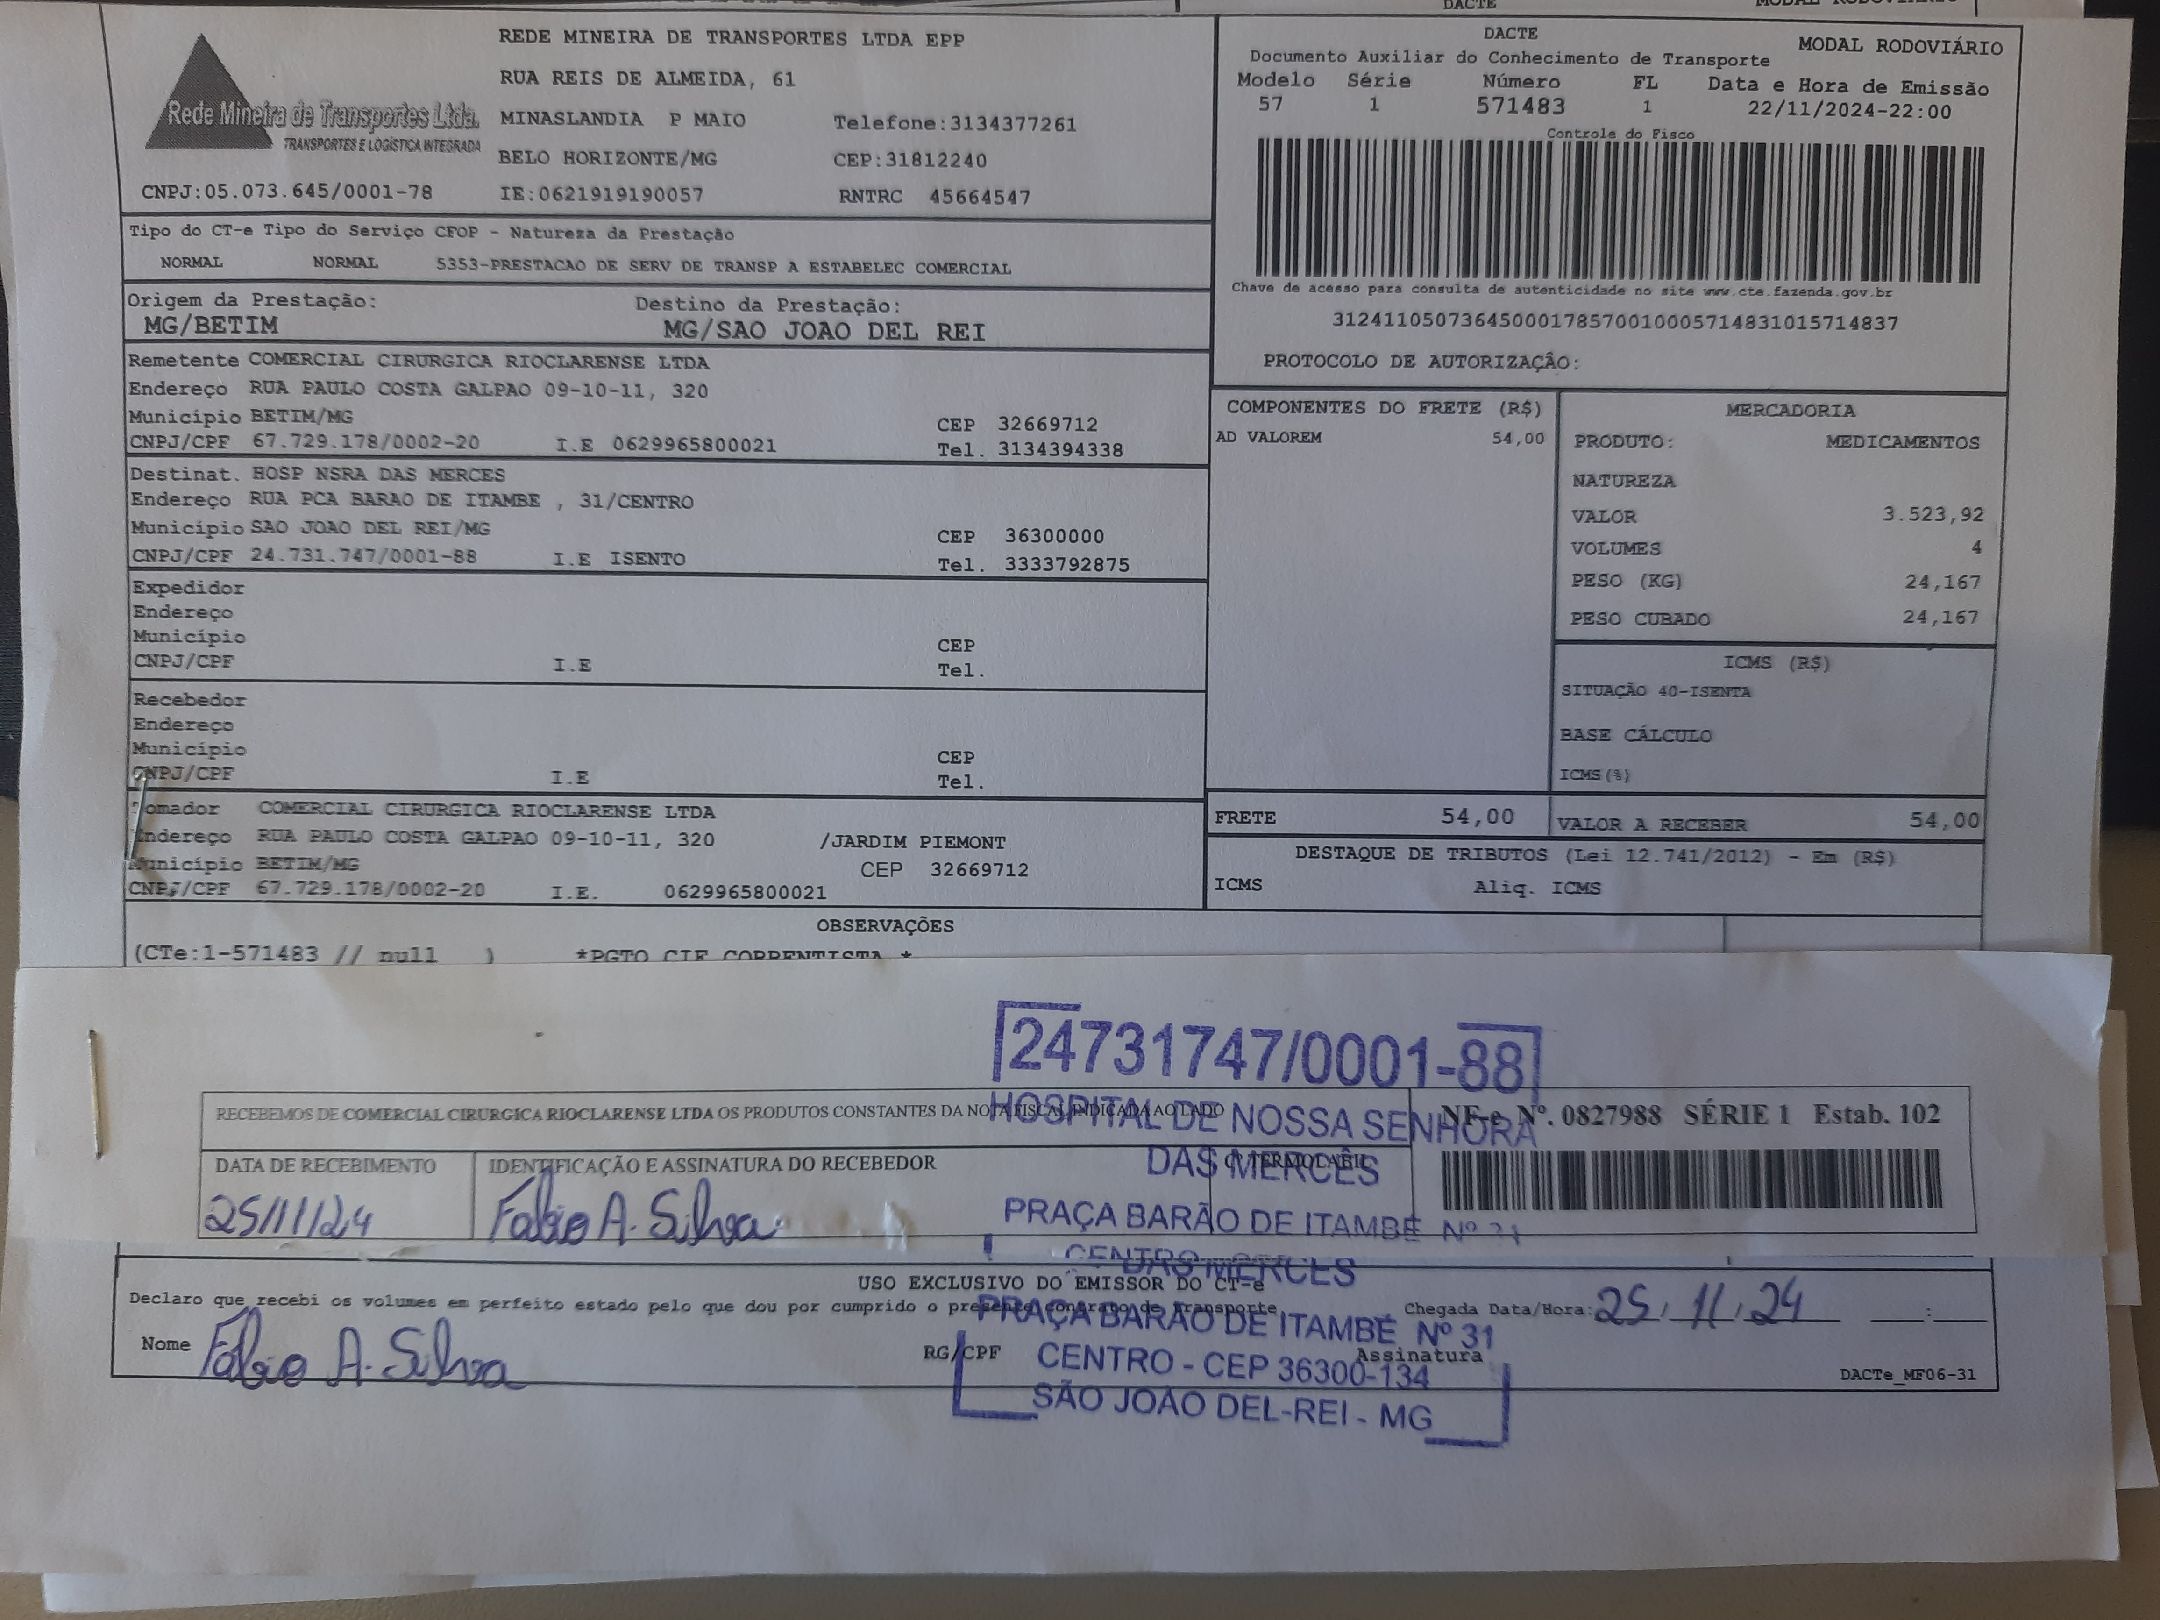 DACTE
MODAL RODOVIÁRIO
Rede Mineira de Transportes Ltda.
TRANSPORTES E LOGÍSTICA INTEGRADA
REDE MINEIRA DE TRANSPORTES LTDA EPP
RUA REIS DE ALMEIDA, 61
MINASLANDIA P MAIO Telefone:3134377261
BELO HORIZONTE/MG CEP:31812240
CNPJ:05.073.645/0001-78 IE:0621919190057 RNTRC 45664547
DACTE
MODAL RODOVIÁRIO
Documento Auxiliar do Conhecimento de Transporte
Modelo Série Número FL Data e Hora de Emissão
57 1 571483 1 22/11/2024-22:00
Controle do Fisco
Chave de acesso para consulta de autenticidade no site www.cte.fazenda.gov.br
31241105073645000178570010005714831015714837
PROTOCOLO DE AUTORIZAÇÃO:
Tipo do CT-e Tipo do Serviço CFOP - Natureza da Prestação
NORMAL NORMAL 5353-PRESTACAO DE SERV DE TRANSP A ESTABELEC COMERCIAL
Origem da Prestação: Destino da Prestação:
MG/BETIM MG/SAO JOAO DEL REI
Remetente COMERCIAL CIRURGICA RIOCLARENSE LTDA
Endereço RUA PAULO COSTA GALPAO 09-10-11, 320
Município BETIM/MG CEP 32669712
CNPJ/CPF 67.729.178/0002-20 I.E 0629965800021 Tel. 3134394338
Destinat. HOSP NSRA DAS MERCES
Endereço RUA PCA BARAO DE ITAMBE , 31/CENTRO
Município SAO JOAO DEL REI/MG CEP 36300000
CNPJ/CPF 24.731.747/0001-88 I.E ISENTO Tel. 3333792875
Expedidor
Endereço
Município CEP
CNPJ/CPF I.E Tel.
Recebedor
Endereço
Município CEP
CNPJ/CPF I.E Tel.
Tomador COMERCIAL CIRURGICA RIOCLARENSE LTDA
Endereço RUA PAULO COSTA GALPAO 09-10-11, 320 /JARDIM PIEMONT
Município BETIM/MG CEP 32669712
CNPJ/CPF 67.729.178/0002-20 I.E. 0629965800021
COMPONENTES DO FRETE (R$)
AD VALOREM 54,00
MERCADORIA
PRODUTO: MEDICAMENTOS
NATUREZA
VALOR 3.523,92
VOLUMES 4
PESO (KG) 24,167
PESO CUBADO 24,167
ICMS (R$)
SITUAÇÃO 40-ISENTA
BASE CÁLCULO
ICMS(%)
FRETE 54,00 VALOR A RECEBER 54,00
DESTAQUE DE TRIBUTOS (Lei 12.741/2012) - Em (R$)
ICMS Aliq. ICMS
OBSERVAÇÕES
(CTe:1-571483 // null ) *PGTO CIF CORRENTISTA *
24731747/0001-88
HOSPITAL DE NOSSA SENHORA
DAS MERCÊS
PRAÇA BARÃO DE ITAMBÉ Nº 31
CENTRO
RECEBEMOS DE COMERCIAL CIRURGICA RIOCLARENSE LTDA OS PRODUTOS CONSTANTES DA NOTA FISCAL INDICADA AO LADO
NF-e Nº. 0827988 SÉRIE 1 Estab. 102
DATA DE RECEBIMENTO IDENTIFICAÇÃO E ASSINATURA DO RECEBEDOR
25/11/24 Fabio A. Silva
DAS MERCÊS
PRAÇA BARÃO DE ITAMBÉ Nº 31
CENTRO - CEP 36300-134
SÃO JOÃO DEL-REI - MG
USO EXCLUSIVO DO EMISSOR DO CT-e
Declaro que recebi os volumes em perfeito estado pelo que dou por cumprido o presente contrato de Transporte. Chegada Data/Hora: 25/11/24 :
Nome Fabio A. Silva RG/CPF Assinatura
DACTe_MF06-31